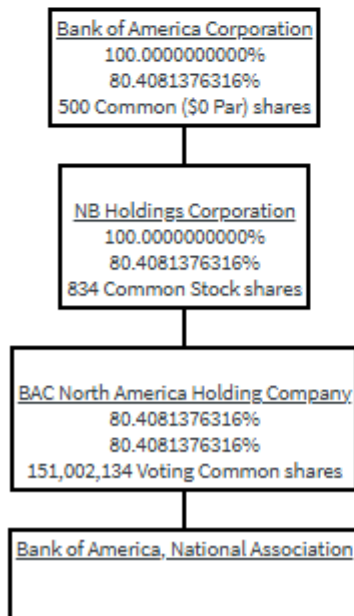 Bank of America Corporation
100.0000000000%
80.4081376316%
500 Common ($0 Par) shares
NB Holdings Corporation
100.0000000000%
80.4081376316%
834 Common Stock shares
BAC North America Holding Company
80.4081376316%
80.4081376316%
151,002,134 Voting Common shares
Bank of America, National Association